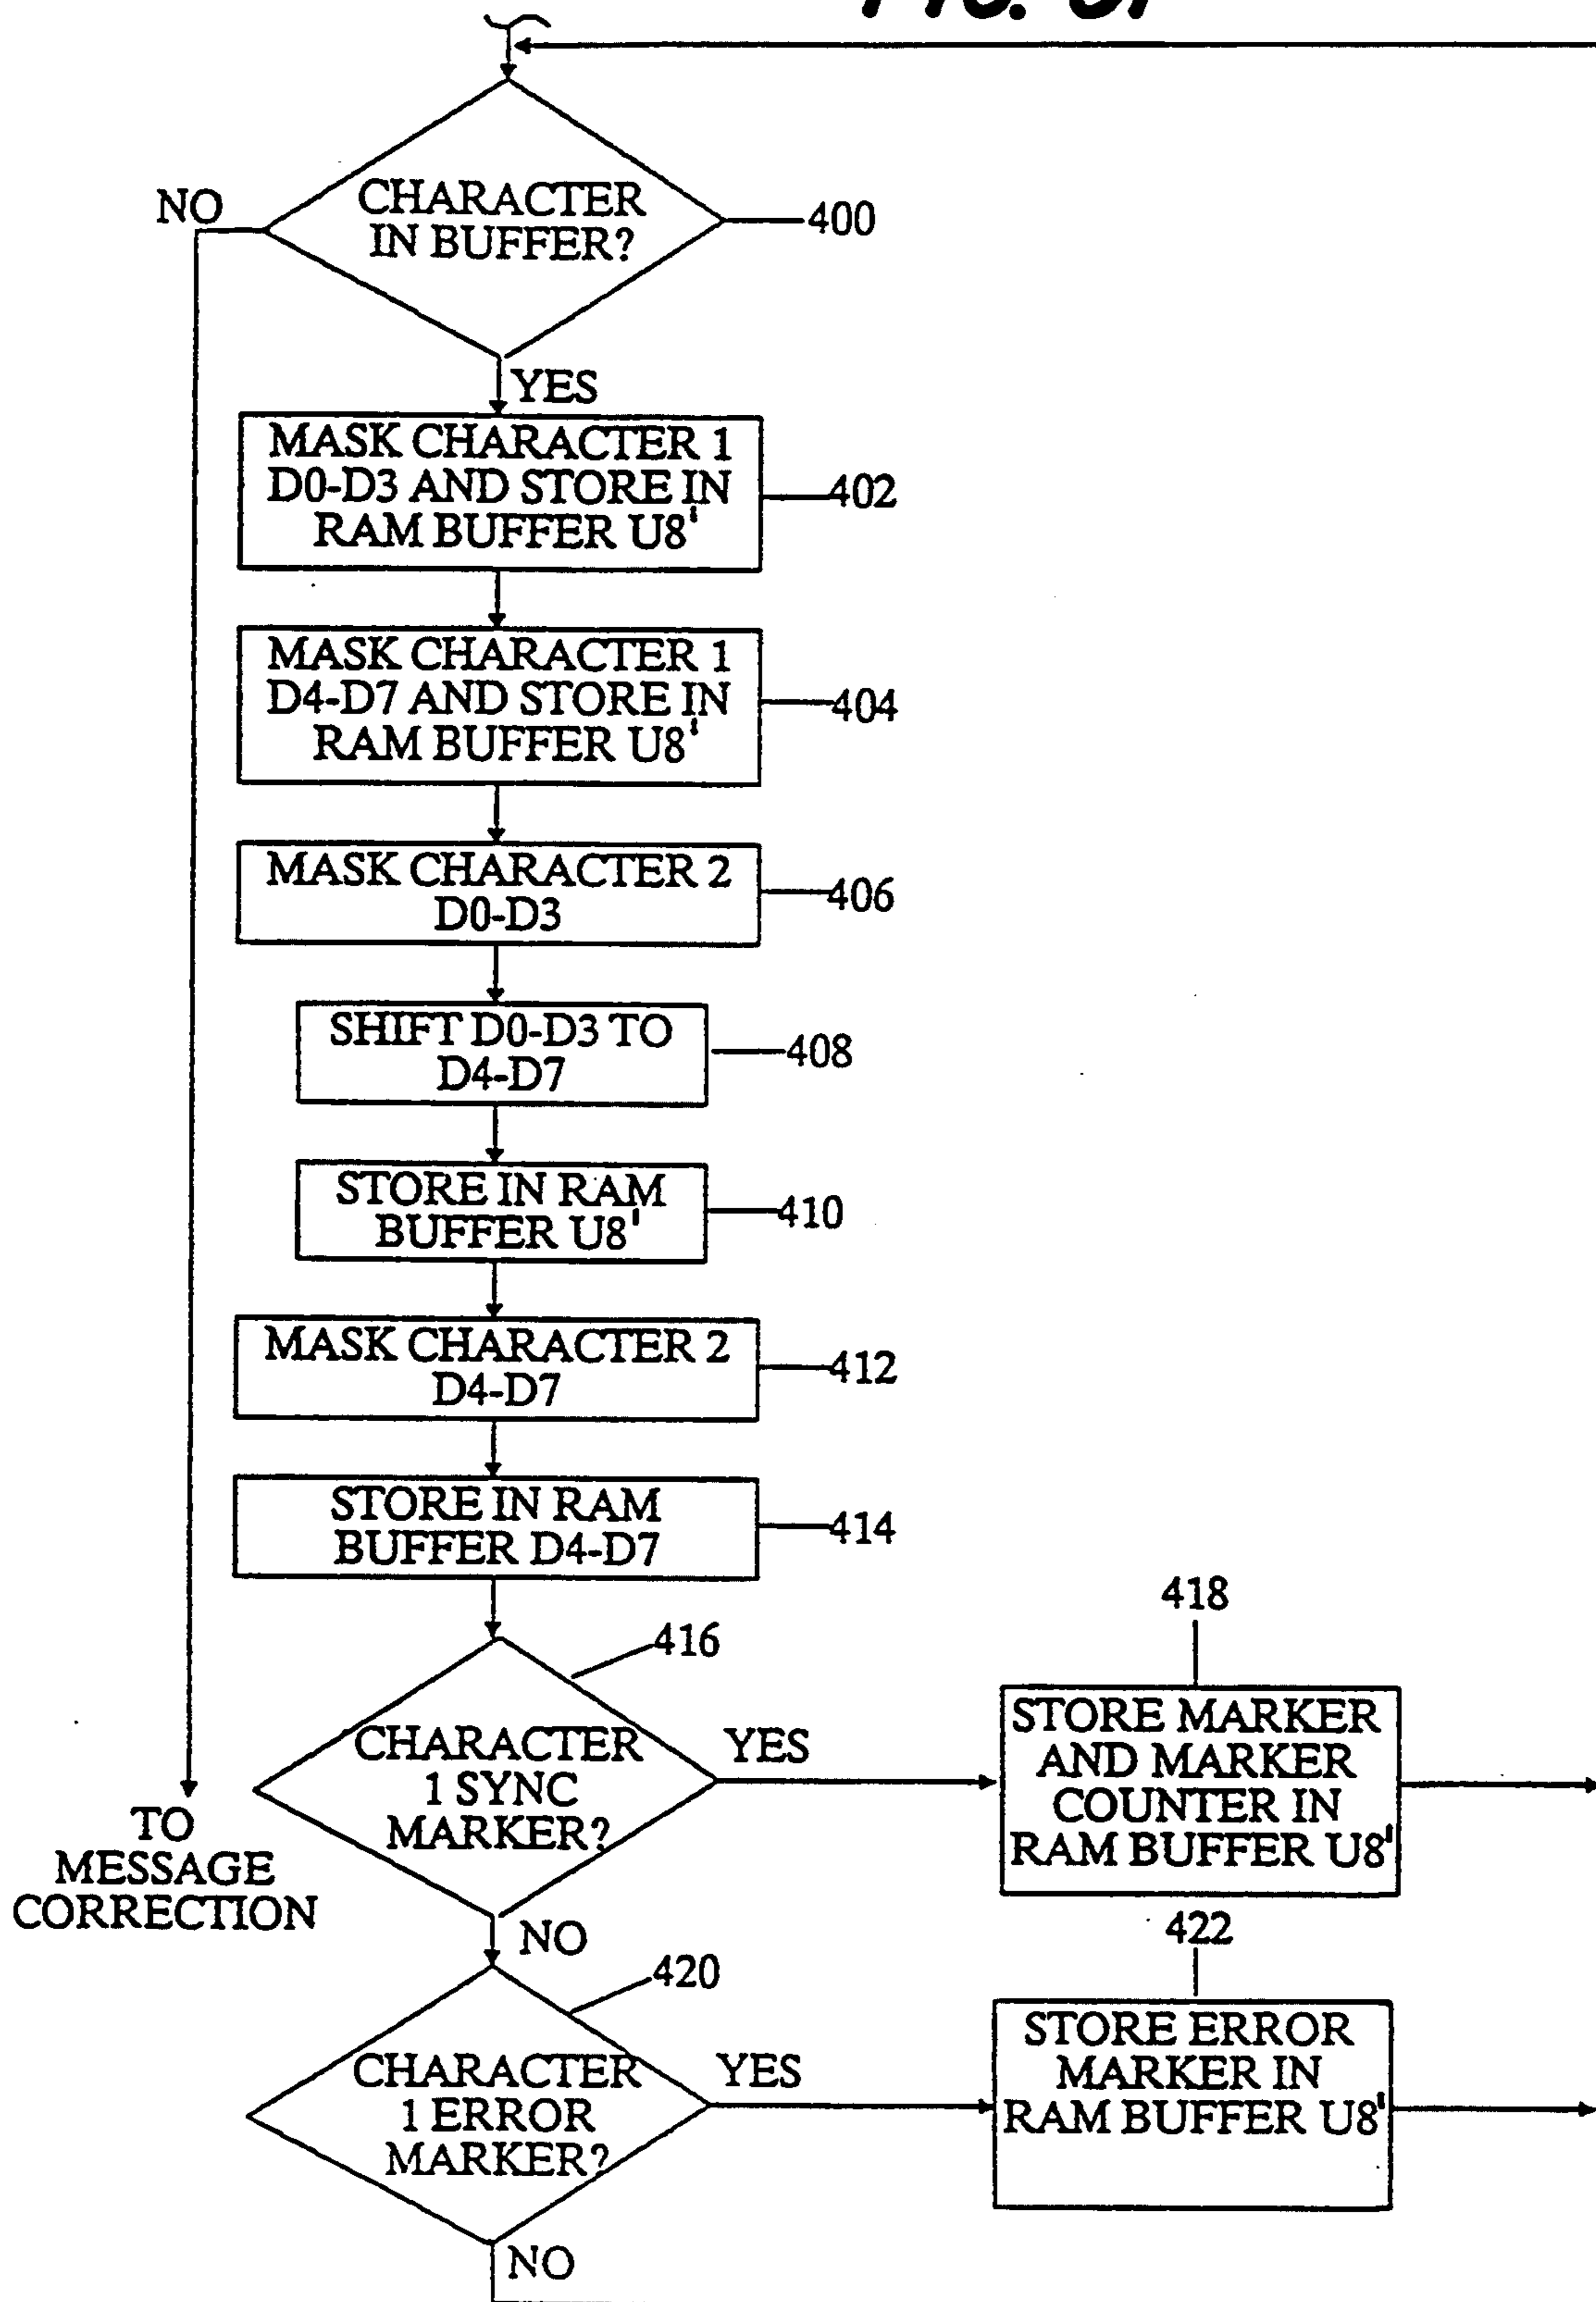 NO
CHARACTER
IN BUFFER?
400
YES
MASK CHARACTER 1
D0-D3 AND STORE IN
RAM BUFFER U8'
402
MASK CHARACTER 1
D4-D7 AND STORE IN
RAM BUFFER U8'
404
MASK CHARACTER 2
D0-D3
406
SHIFT D0-D3 TO
D4-D7
408
STORE IN RAM
BUFFER U8'
410
MASK CHARACTER 2
D4-D7
412
STORE IN RAM
BUFFER D4-D7
414
416
CHARACTER
1 SYNC
MARKER?
YES
418
STORE MARKER
AND MARKER
COUNTER IN
RAM BUFFER U8'
TO
MESSAGE
CORRECTION
NO
420
CHARACTER
1 ERROR
MARKER?
YES
422
STORE ERROR
MARKER IN
RAM BUFFER U8'
NO